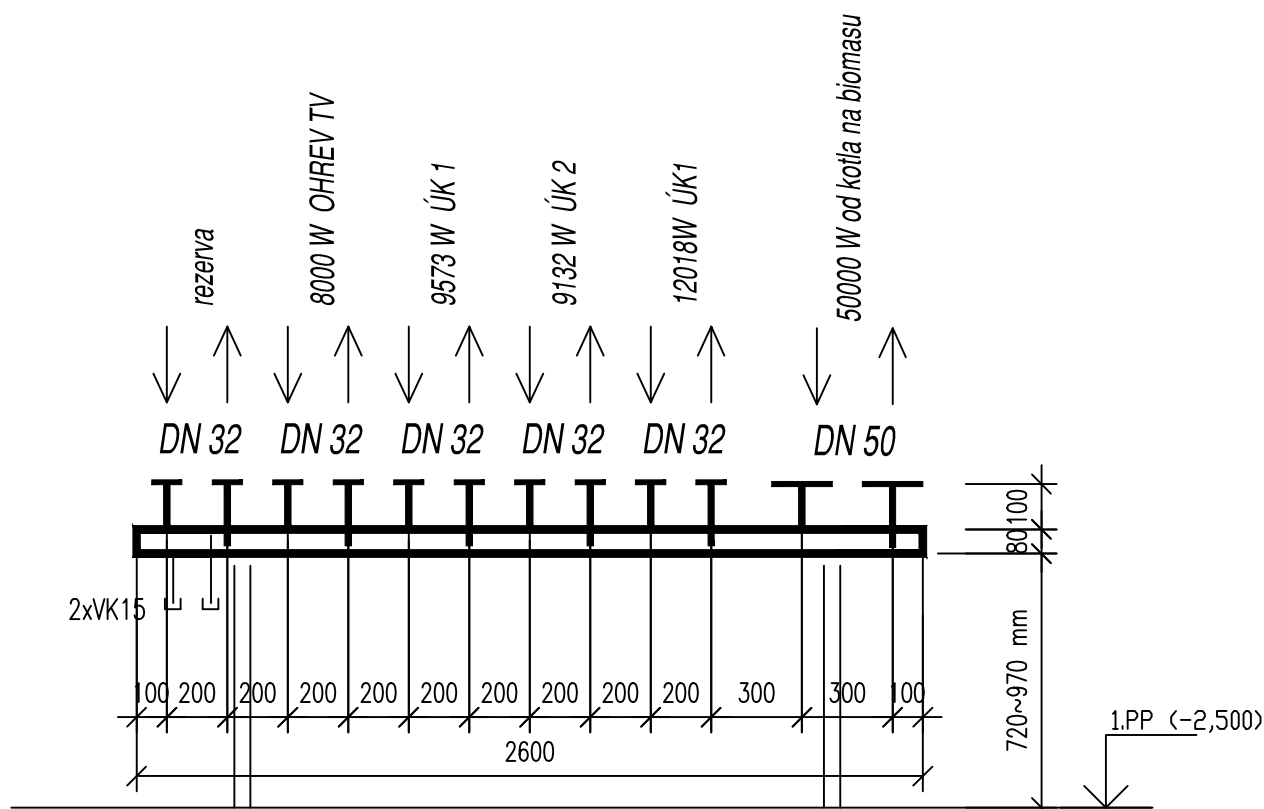 rezerva
8000 W OHREV TV
9573 W ÚK 1
9132 W ÚK 2
12018W ÚK1
50000 W od kotla na biomasu
DN 32
DN 32
DN 32
DN 32
DN 32
DN 50
100
80
2xVK15
720~970 mm
100
200
200
200
200
200
200
200
200
200
300
300
100
2600
1.PP (-2,500)